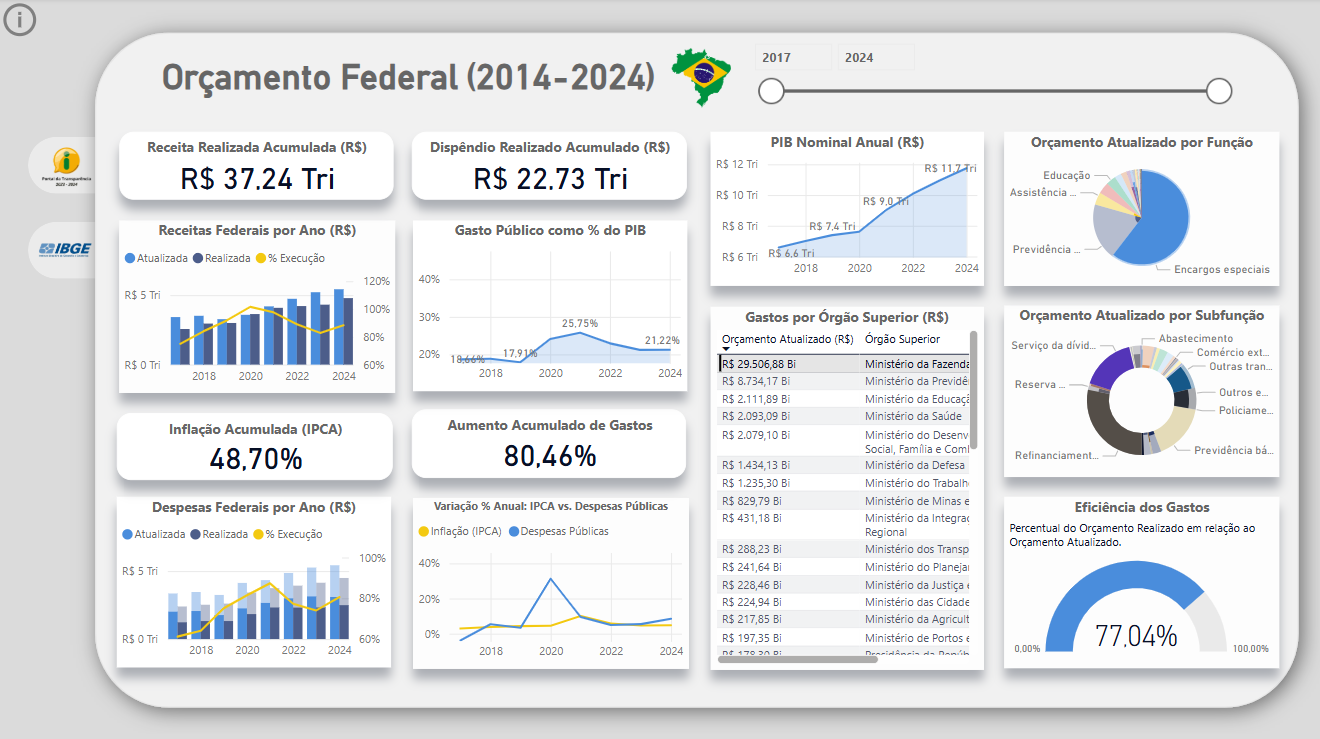 Orçamento Federal (2014-2024)
2017
2024
Portal da Transparência
2023 - 2024
IBGE
Receita Realizada Acumulada (R$)
R$ 37,24 Tri
Dispêndio Realizado Acumulado (R$)
R$ 22,73 Tri
Receitas Federais por Ano (R$)
Atualizada Realizada % Execução
120%
R$ 5 Tri
100%
80%
R$ 0 Tri
60%
2018 2020 2022 2024
Gasto Público como % do PIB
40%
30%
20%
18,66%
17,91%
25,75%
21,22%
2018 2020 2022 2024
Inflação Acumulada (IPCA)
48,70%
Aumento Acumulado de Gastos
80,46%
Despesas Federais por Ano (R$)
Atualizada Realizada % Execução
100%
R$ 5 Tri
80%
R$ 0 Tri
60%
2018 2020 2022 2024
Variação % Anual: IPCA vs. Despesas Públicas
Inflação (IPCA) Despesas Públicas
40%
20%
0%
2018 2020 2022 2024
PIB Nominal Anual (R$)
R$ 12 Tri
R$ 10 Tri
R$ 8 Tri
R$ 6 Tri
R$ 6,6 Tri
R$ 7,4 Tri
R$ 9,0 Tri
R$ 11,7 Tri
2018 2020 2022 2024
Gastos por Órgão Superior (R$)
Orçamento Atualizado (R$) Órgão Superior
R$ 29.506,88 Bi Ministério da Fazenda
R$ 8.734,17 Bi Ministério da Previdê
R$ 2.111,89 Bi Ministério da Educaç
R$ 2.093,09 Bi Ministério da Saúde
R$ 2.079,10 Bi Ministério do Desenv
Social, Família e Coml
R$ 1.434,13 Bi Ministério da Defesa
R$ 1.235,30 Bi Ministério do Trabalh
R$ 829,79 Bi Ministério de Minas e
R$ 431,18 Bi Ministério da Integrac
Regional
R$ 288,23 Bi Ministério dos Transp
R$ 241,64 Bi Ministério do Planejar
R$ 228,46 Bi Ministério da Justiça e
R$ 224,94 Bi Ministério das Cidade
R$ 217,85 Bi Ministério da Agricult
R$ 197,35 Bi Ministério de Portos e
R$ 178,30 Bi Presidência da Repúb
Orçamento Atualizado por Função
Educação
Assistência ...
Previdência ...
Encargos especiais
Orçamento Atualizado por Subfunção
Serviço da dívid...
Reserva ...
Refinanciament...
Abastecimento
Comércio ext...
Outras tran...
Outros e...
Policiame...
Previdência bá...
Eficiência dos Gastos
Percentual do Orçamento Realizado em relação ao
Orçamento Atualizado.
77,04%
0,00%
100,00%